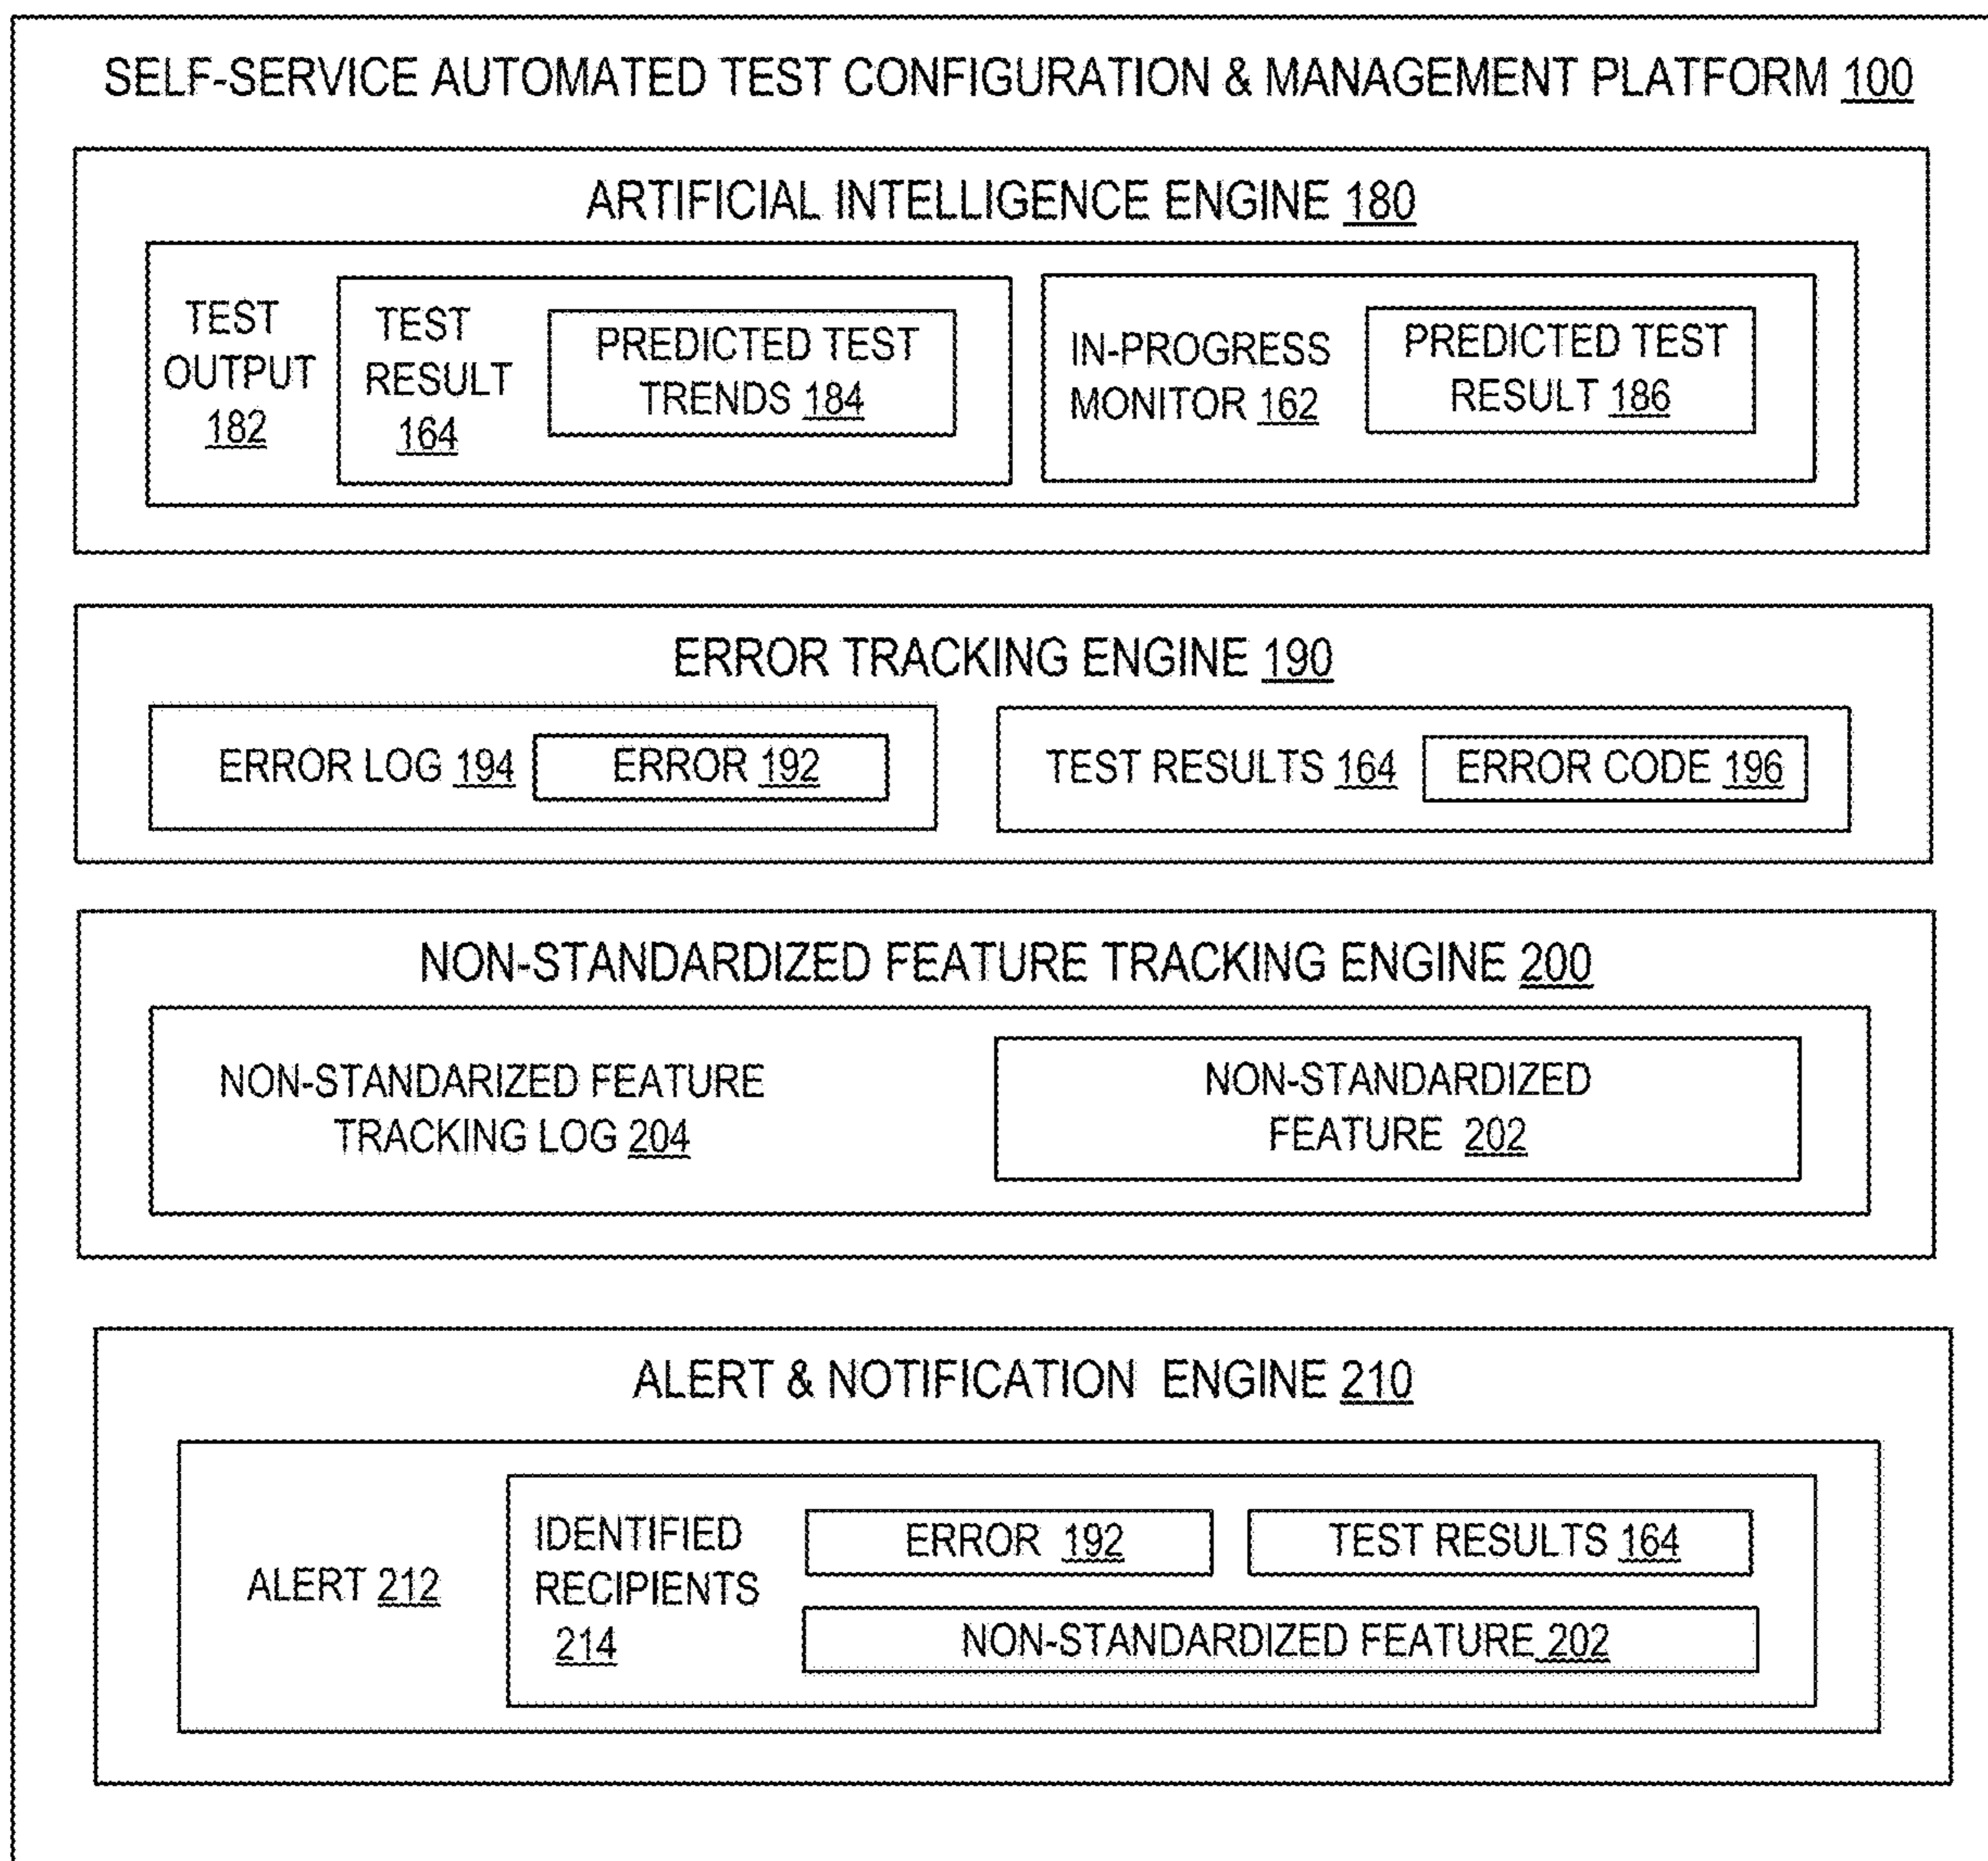 SELF-SERVICE AUTOMATED TEST CONFIGURATION & MANAGEMENT PLATFORM 100
ARTIFICIAL INTELLIGENCE ENGINE 180
TEST
OUTPUT
182
TEST
RESULT
164
PREDICTED TEST
TRENDS 184
IN-PROGRESS
MONITOR 162
PREDICTED TEST
RESULT 186
ERROR TRACKING ENGINE 190
ERROR LOG 194
ERROR 192
TEST RESULTS 164
ERROR CODE 196
NON-STANDARDIZED FEATURE TRACKING ENGINE 200
NON-STANDARIZED FEATURE
TRACKING LOG 204
NON-STANDARDIZED
FEATURE 202
ALERT & NOTIFICATION ENGINE 210
ALERT 212
IDENTIFIED
RECIPIENTS
214
ERROR 192
TEST RESULTS 164
NON-STANDARDIZED FEATURE 202